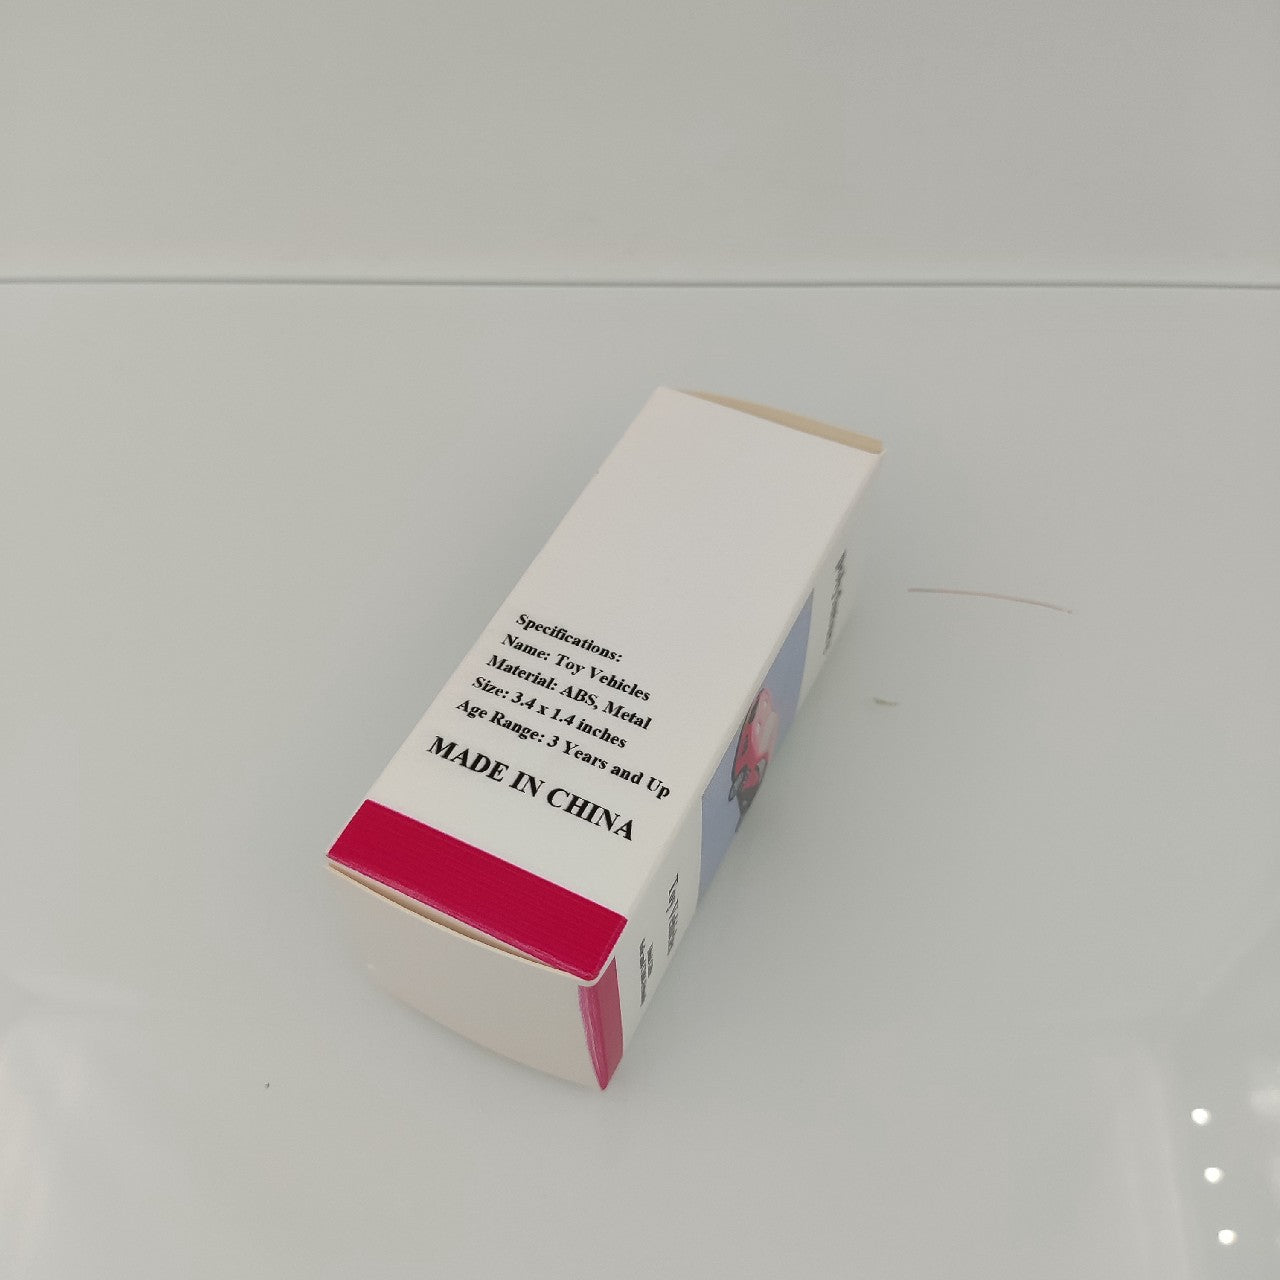 Specifications:
Name: Toy Vehicles
Material: ABS, Metal
Size: 3.4 x 1.4 inches
Age Range: 3 Years and Up
MADE IN CHINA